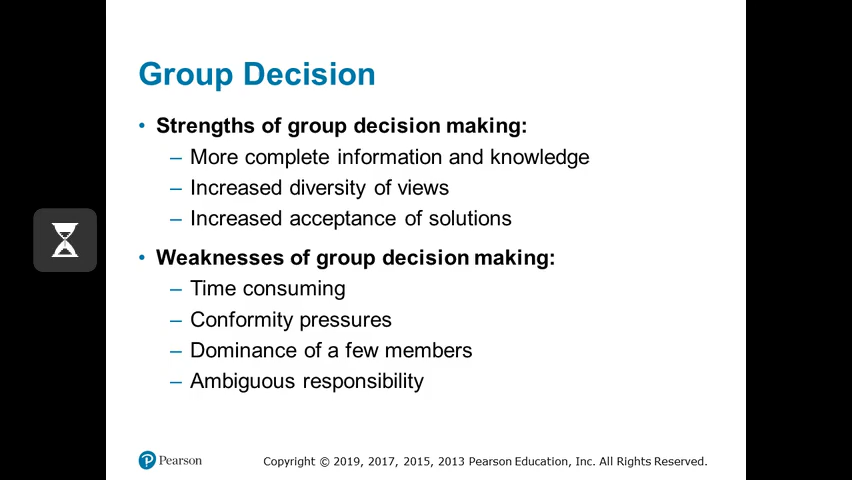 Group Decision
• Strengths of group decision making:
– More complete information and knowledge
– Increased diversity of views
– Increased acceptance of solutions
• Weaknesses of group decision making:
– Time consuming
– Conformity pressures
– Dominance of a few members
– Ambiguous responsibility
P Pearson
Copyright © 2019, 2017, 2015, 2013 Pearson Education, Inc. All Rights Reserved.